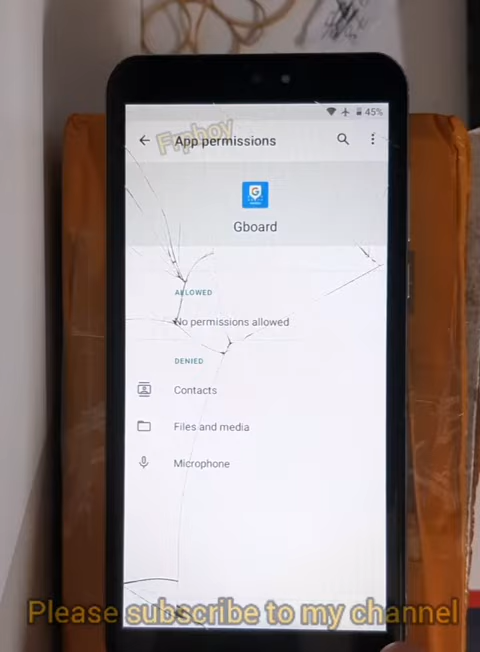 45%
Frpboy
App permissions
Gboard
ALLOWED
No permissions allowed
DENIED
Contacts
Files and media
Microphone
Please subscribe to my channel